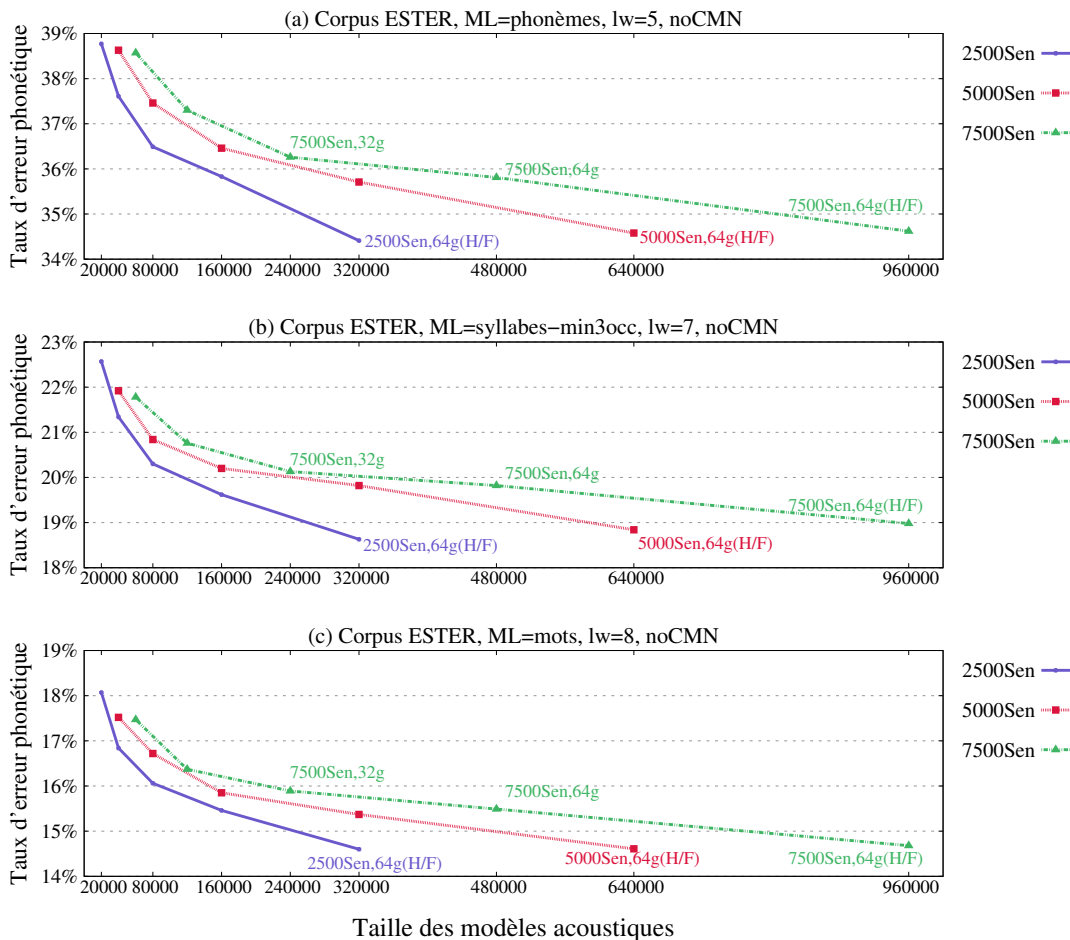 (a) Corpus ESTER, ML=phonèmes, lw=5, noCMN
Taux d'erreur phonétique
39%
38%
37%
36%
35%
34%
7500Sen,32g
7500Sen,64g
7500Sen,64g(H/F)
2500Sen,64g(H/F)
5000Sen,64g(H/F)
20000 80000 160000 240000 320000 480000 640000 960000
2500Sen
5000Sen
7500Sen
(b) Corpus ESTER, ML=syllabes−min3occ, lw=7, noCMN
Taux d'erreur phonétique
23%
22%
21%
20%
19%
18%
7500Sen,32g
7500Sen,64g
7500Sen,64g(H/F)
2500Sen,64g(H/F)
5000Sen,64g(H/F)
20000 80000 160000 240000 320000 480000 640000 960000
2500Sen
5000Sen
7500Sen
(c) Corpus ESTER, ML=mots, lw=8, noCMN
Taux d'erreur phonétique
19%
18%
17%
16%
15%
14%
7500Sen,32g
7500Sen,64g
2500Sen,64g(H/F)
5000Sen,64g(H/F)
7500Sen,64g(H/F)
20000 80000 160000 240000 320000 480000 640000 960000
2500Sen
5000Sen
7500Sen
Taille des modèles acoustiques